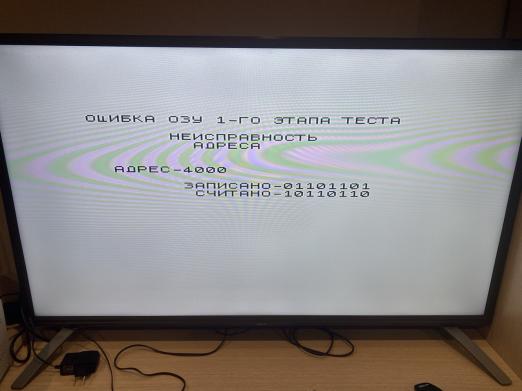 ОШИБКА ОЗУ 1-ГО ЭТАПА ТЕСТА
НЕИСПРАВНОСТЬ
АДРЕСА
АДРЕС-4000
ЗАПИСАНО-01101101
СЧИТАНО-10110110